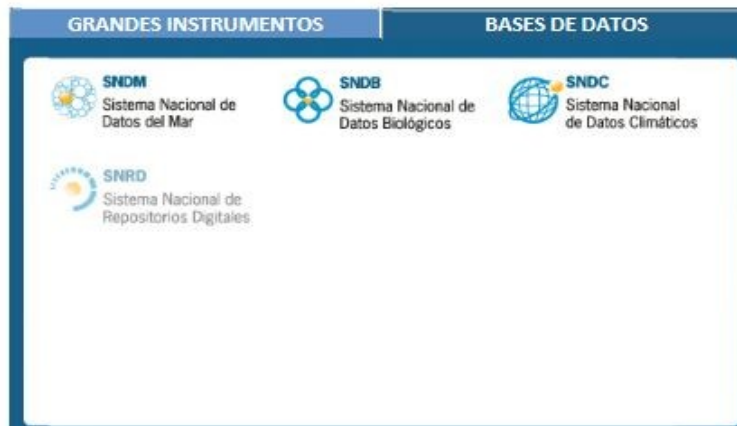 GRANDES INSTRUMENTOS
BASES DE DATOS
SNDM
Sistema Nacional de
Datos del Mar
SNDB
Sistema Nacional de
Datos Biológicos
SNDC
Sistema Nacional
de Datos Climáticos
SNRD
Sistema Nacional de
Repositorios Digitales